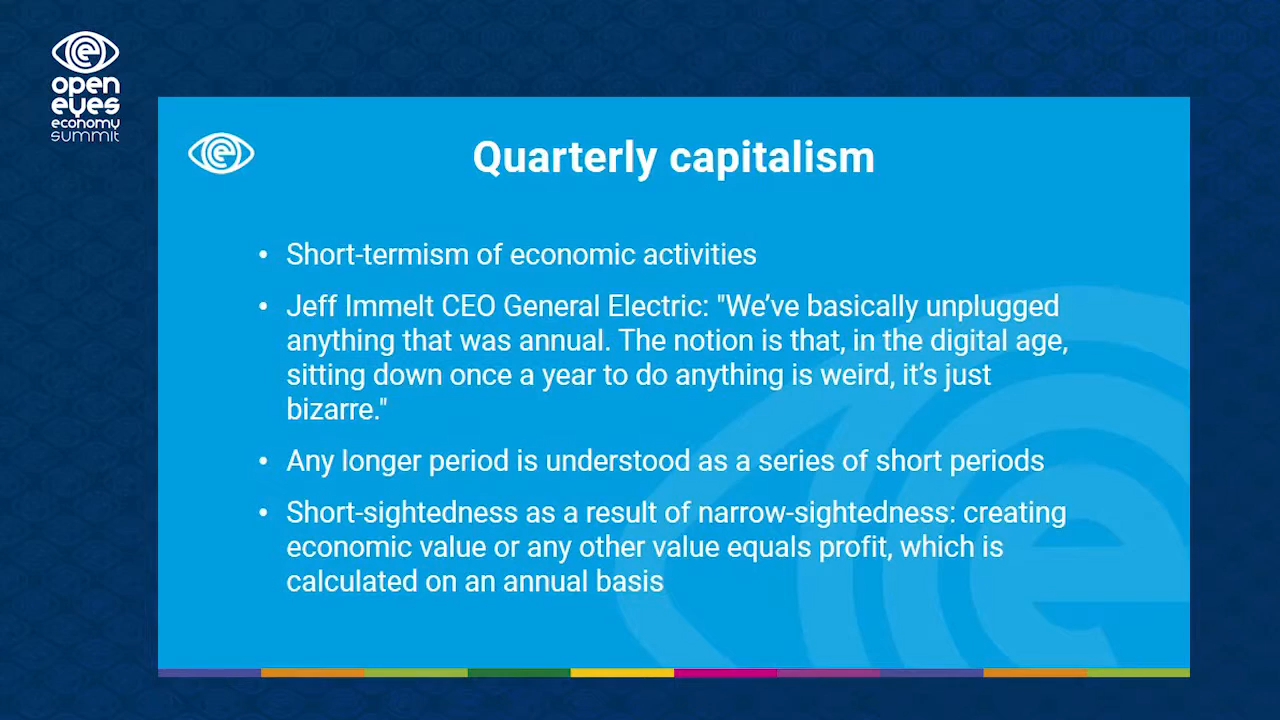 open
eyes
economy
summit
Quarterly capitalism
• Short-termism of economic activities
• Jeff Immelt CEO General Electric: "We’ve basically unplugged
anything that was annual. The notion is that, in the digital age,
sitting down once a year to do anything is weird, it’s just
bizarre."
• Any longer period is understood as a series of short periods
• Short-sightedness as a result of narrow-sightedness: creating
economic value or any other value equals profit, which is
calculated on an annual basis